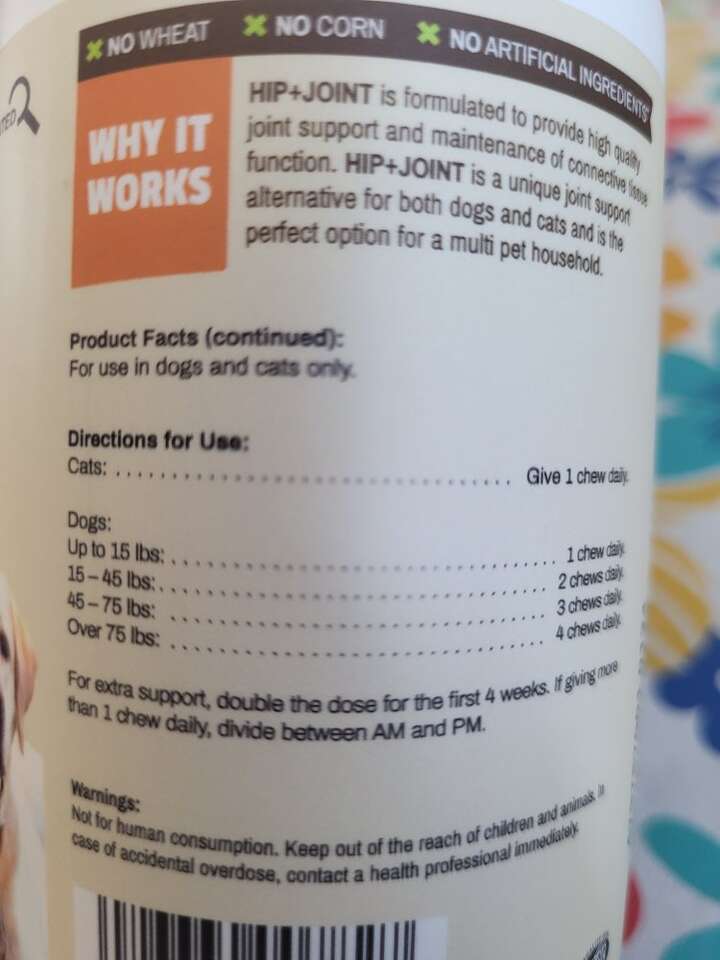 NO WHEAT NO CORN NO ARTIFICIAL INGREDIENTS*
WHY IT
WORKS
HIP+JOINT is formulated to provide high quality
joint support and maintenance of connective tissue
function. HIP+JOINT is a unique joint support
alternative for both dogs and cats and is the
perfect option for a multi pet household.
Product Facts (continued):
For use in dogs and cats only.
Directions for Use:
Cats: ........................................ Give 1 chew daily.
Dogs:
Up to 15 lbs: ........................................ 1 chew daily.
15 – 45 lbs: ........................................ 2 chews daily.
45 – 75 lbs: ........................................ 3 chews daily.
Over 75 lbs: ........................................ 4 chews daily.
For extra support, double the dose for the first 4 weeks. If giving more
than 1 chew daily, divide between AM and PM.
Warnings:
Not for human consumption. Keep out of the reach of children and animals. In
case of accidental overdose, contact a health professional immediately.